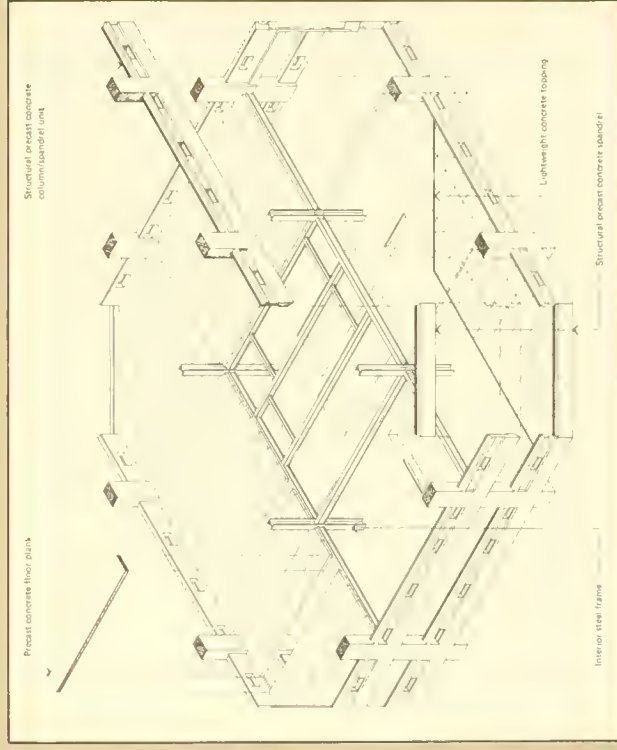 Precast concrete floor plank
Structural precast concrete
column/spandrel unit
Interior steel frame
Structural precast concrete spandrel
Lightweight concrete topping